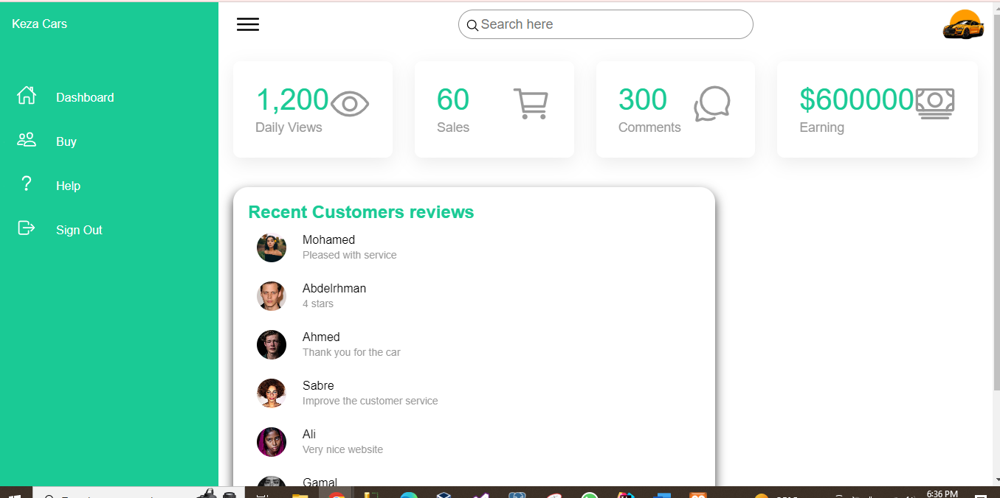 Keza Cars
Search here
Dashboard
Buy
Help
Sign Out
1,200
Daily Views
60
Sales
300
Comments
$600000
Earning
Recent Customers reviews
Mohamed
Pleased with service
Abdelrhman
4 stars
Ahmed
Thank you for the car
Sabre
Improve the customer service
Ali
Very nice website
Gamal
6:36 PM